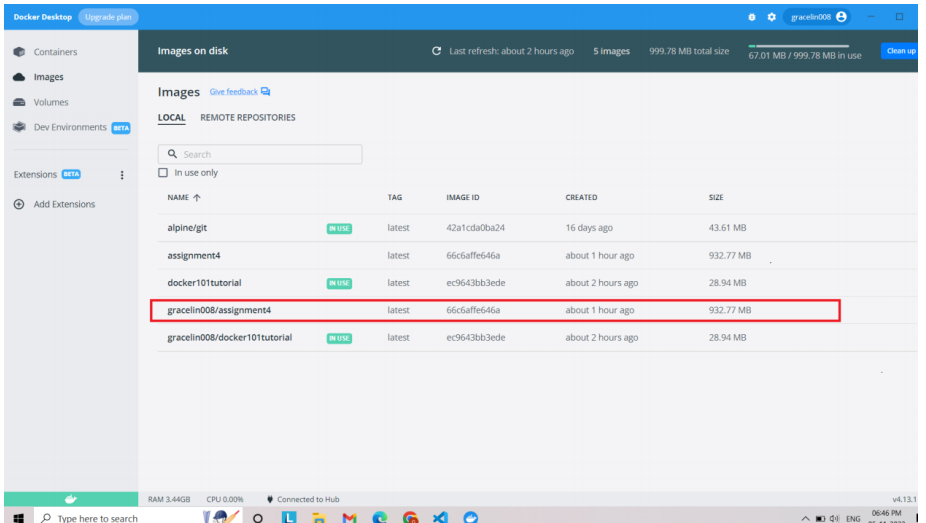 Docker Desktop Upgrade plan gracelin008
Containers
Images
Volumes
Dev Environments BETA
Extensions BETA
Add Extensions
Images on disk Last refresh: about 2 hours ago 5 images 999.78 MB total size 67.01 MB / 999.78 MB in use Clean up
Images Give feedback
LOCAL REMOTE REPOSITORIES
Search
In use only
NAME TAG IMAGE ID CREATED SIZE
alpine/git IN USE latest 42a1cda0ba24 16 days ago 43.61 MB
assignment4 latest 66c6affe646a about 1 hour ago 932.77 MB
docker101tutorial IN USE latest ec9643bb3ede about 2 hours ago 28.94 MB
gracelin008/assignment4 latest 66c6affe646a about 1 hour ago 932.77 MB
gracelin008/docker101tutorial IN USE latest ec9643bb3ede about 2 hours ago 28.94 MB
RAM 3.44GB CPU 0.00% Connected to Hub v4.13.1
Type here to search ENG 06:46 PM